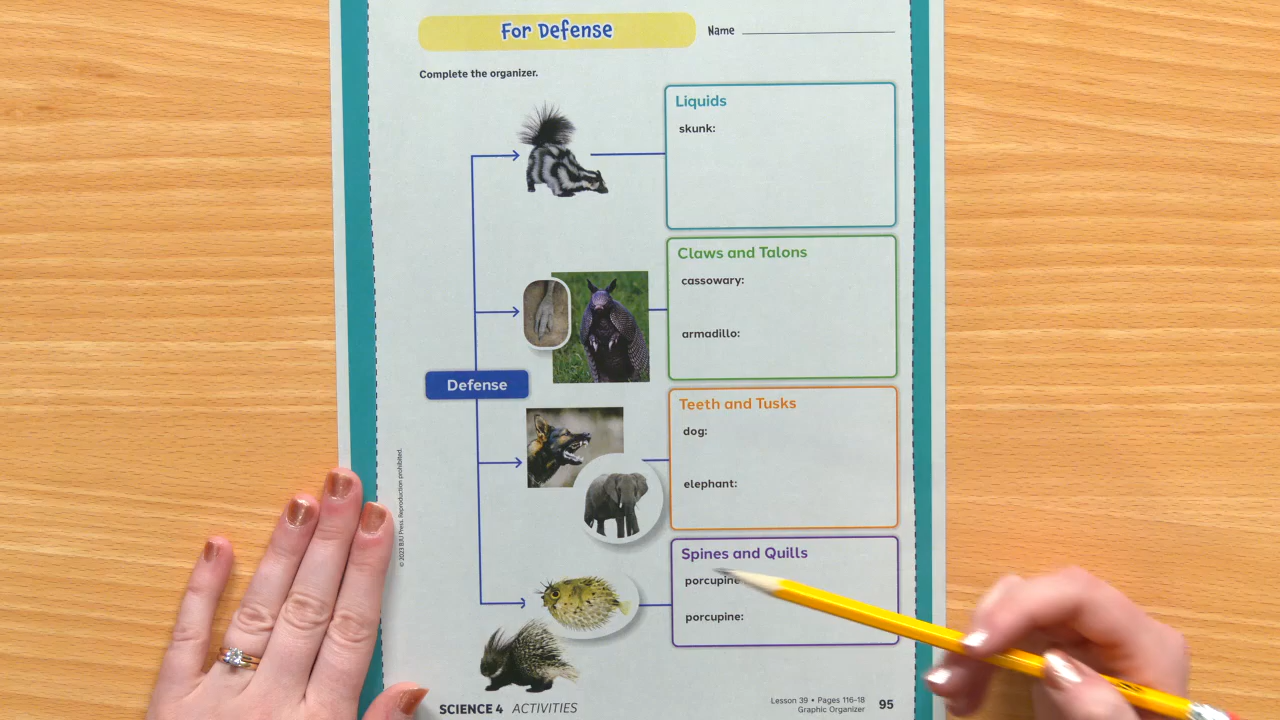 For Defense
Name
Complete the organizer.
Liquids
skunk:
Claws and Talons
cassowary:
armadillo:
Defense
Teeth and Tusks
dog:
elephant:
Spines and Quills
porcupine
porcupine:
© 2023 BJU Press. Reproduction prohibited.
SCIENCE 4 ACTIVITIES
Lesson 39 • Pages 116–18
Graphic Organizer
95